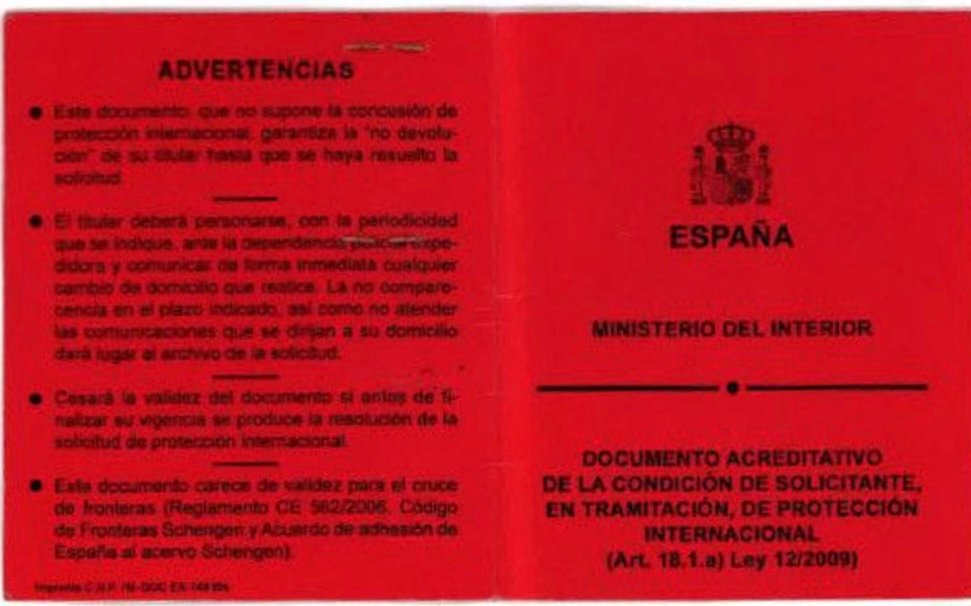 ADVERTENCIAS
● Este documento, que no supone la concusión de
protección internacional, garantiza la "no devolu-
ción" de su titular hasta que se haya resuelto la
solicitud.
● El titular deberá personarse, con la periodicidad
que se indique, ante la dependencia policial expe-
didora y comunicar de forma inmediata cualquier
cambio de domicilio que realice. La no compare-
cencia en el plazo indicado, así como no atender
las comunicaciones que se dirijan a su domicilio
dará lugar al archivo de la solicitud.
● Cesará la validez del documento si antes de fi-
nalizar su vigencia se produce la resolución de la
solicitud de protección internacional.
● Este documento carece de validez para el cruce
de fronteras (Reglamento CE 562/2006. Código
de Fronteras Schengen y Acuerdo de adhesión de
España al acervo Schengen).
Imprenta C.N.P.
ESPAÑA
MINISTERIO DEL INTERIOR
DOCUMENTO ACREDITATIVO
DE LA CONDICIÓN DE SOLICITANTE,
EN TRAMITACIÓN, DE PROTECCIÓN
INTERNACIONAL
(Art. 18.1.a) Ley 12/2009)